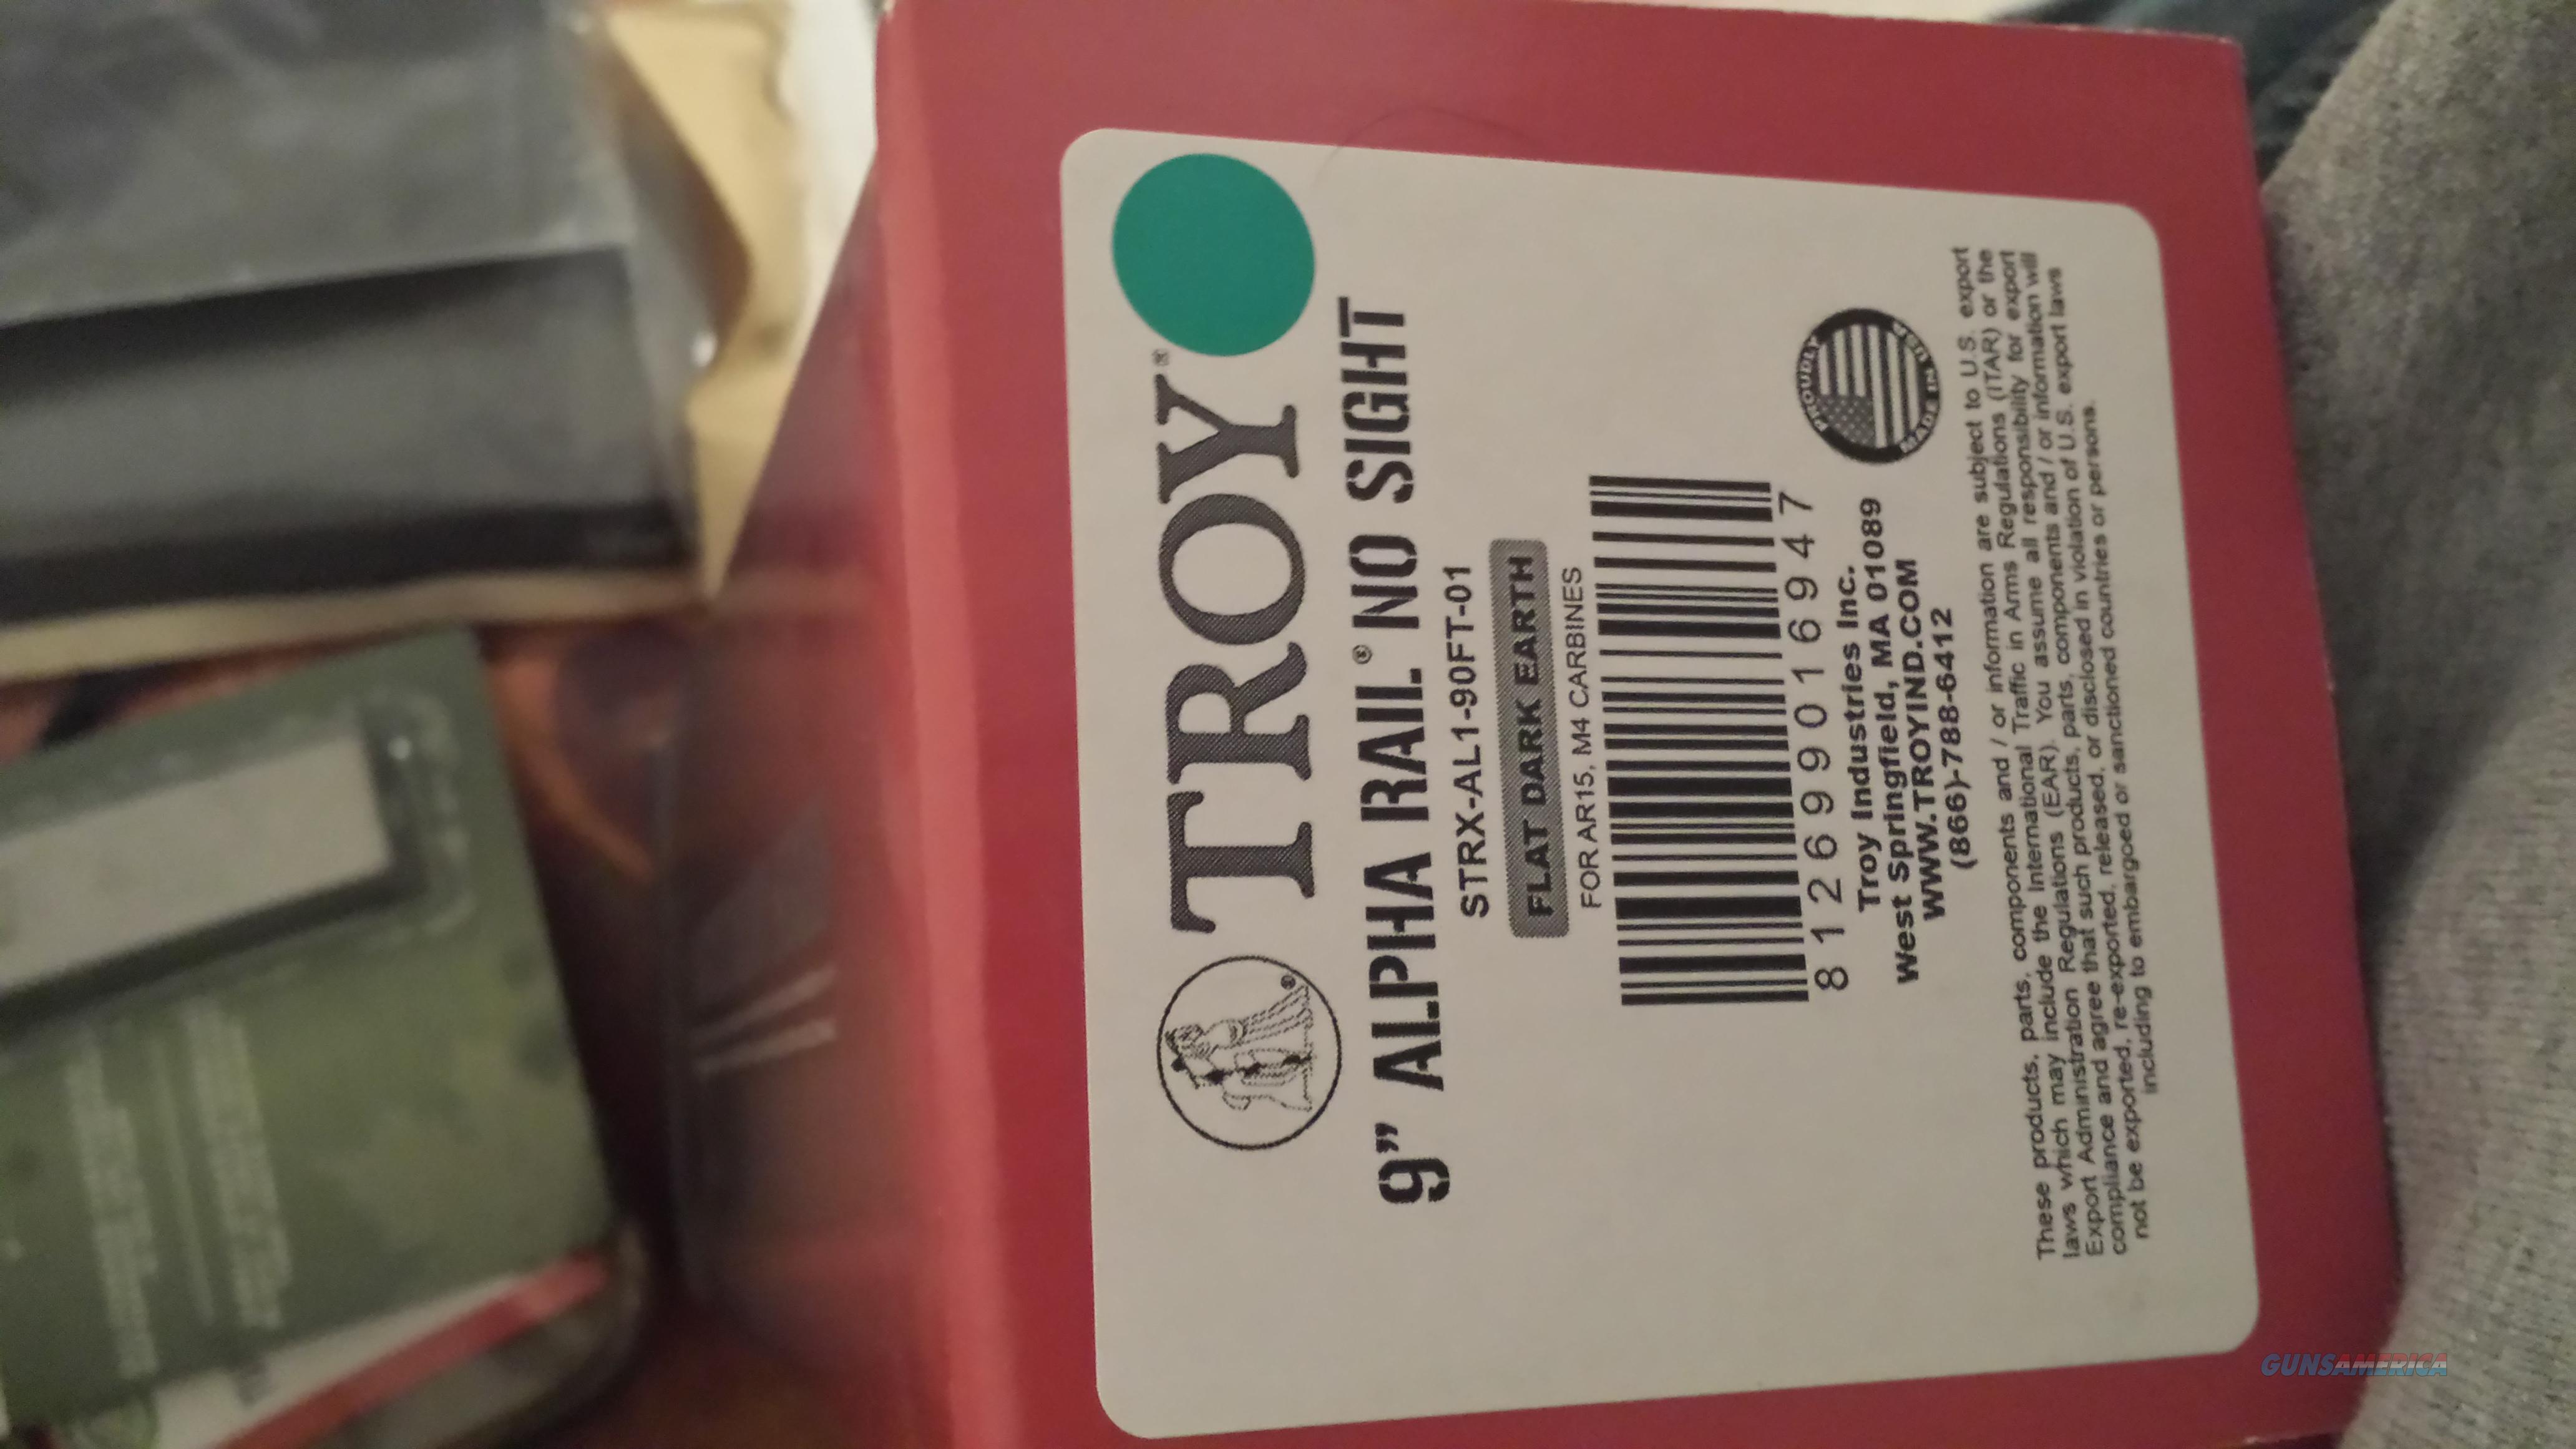 TROY®
9” ALPHA RAIL® NO SIGHT
STRX-AL1-90FT-01
FLAT DARK EARTH
FOR AR15, M4 CARBINES
812699016947
Troy Industries Inc.
West Springfield, MA 01089
WWW.TROYIND.COM
(866)-788-6412
PROUDLY
MADE IN USA
These products, parts, components and / or information are subject to U.S. export
laws which may include the International Traffic in Arms Regulations (ITAR) or the
Export Administration Regulations (EAR). You assume all responsibility for export
compliance and agree that such products, parts, components and / or information will
not be exported, re-exported, released, or disclosed in violation of U.S. export laws
including to embargoed or sanctioned countries or persons.
GUNSAMERICA